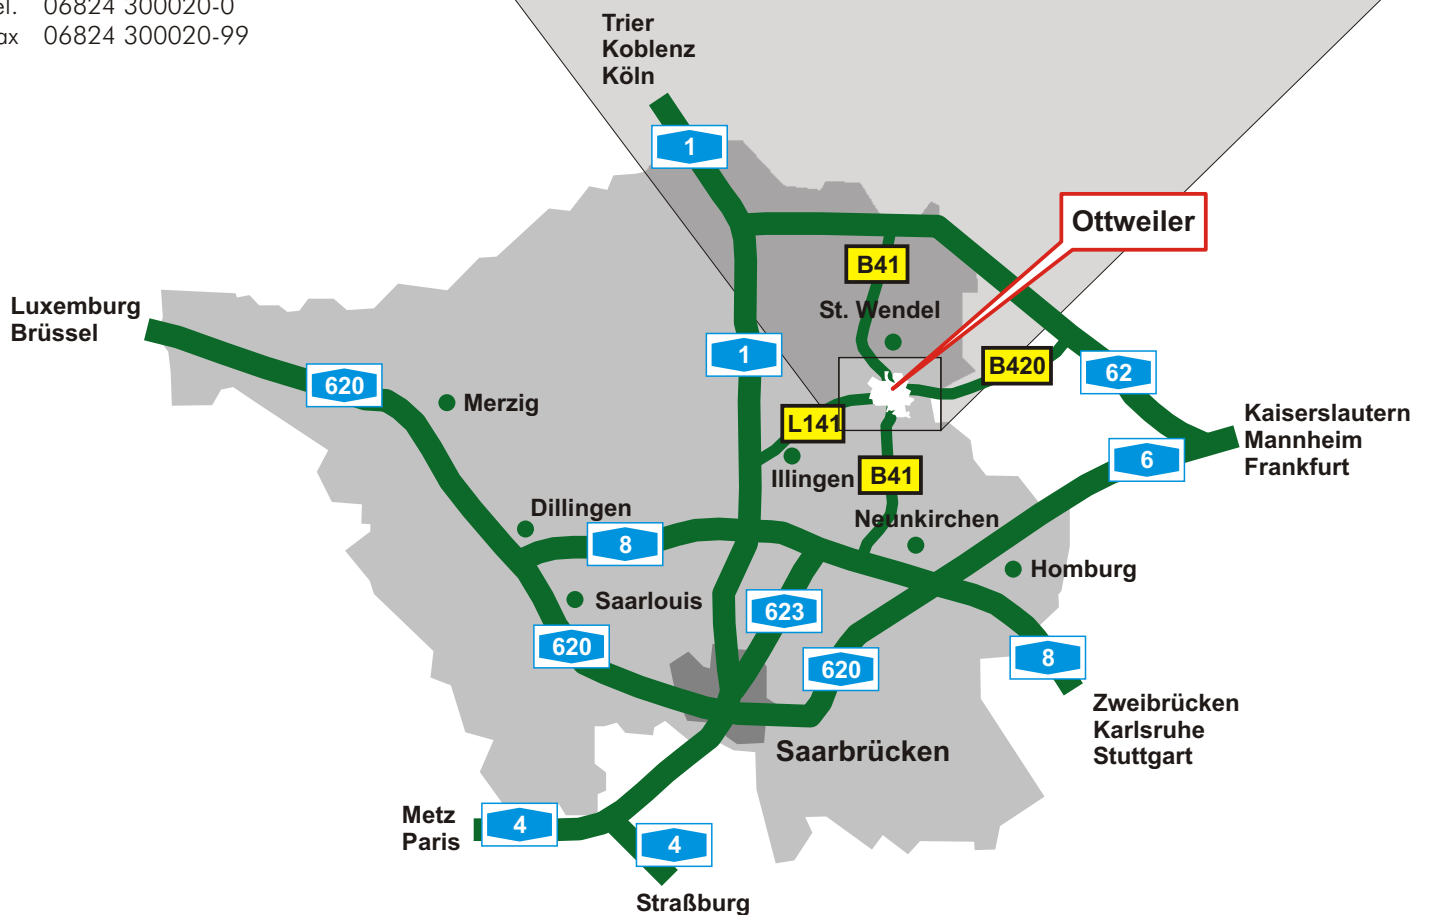 06824 300020-0
06824 300020-99
Trier
Koblenz
Köln
1
Ottweiler
B41
Luxemburg
Brüssel
St. Wendel
1
B420
620
62
Merzig
Kaiserslautern
Mannheim
Frankfurt
L141
6
Illingen
B41
Dillingen
Neunkirchen
8
Homburg
Saarlouis
623
620
8
620
Zweibrücken
Karlsruhe
Stuttgart
Saarbrücken
Metz
Paris
4
4
Straßburg